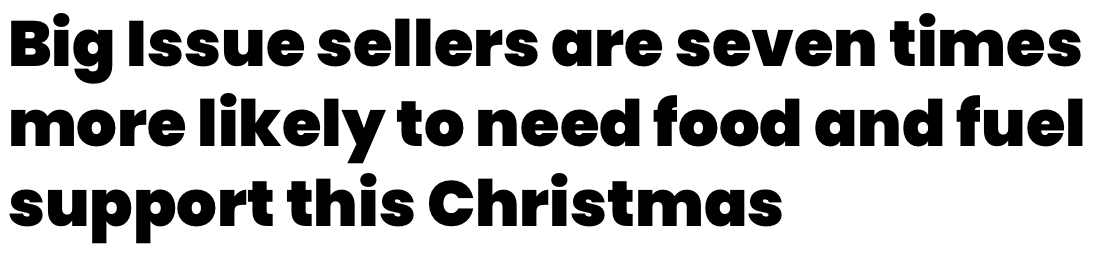 Big Issue sellers are seven times
more likely to need food and fuel
support this Christmas